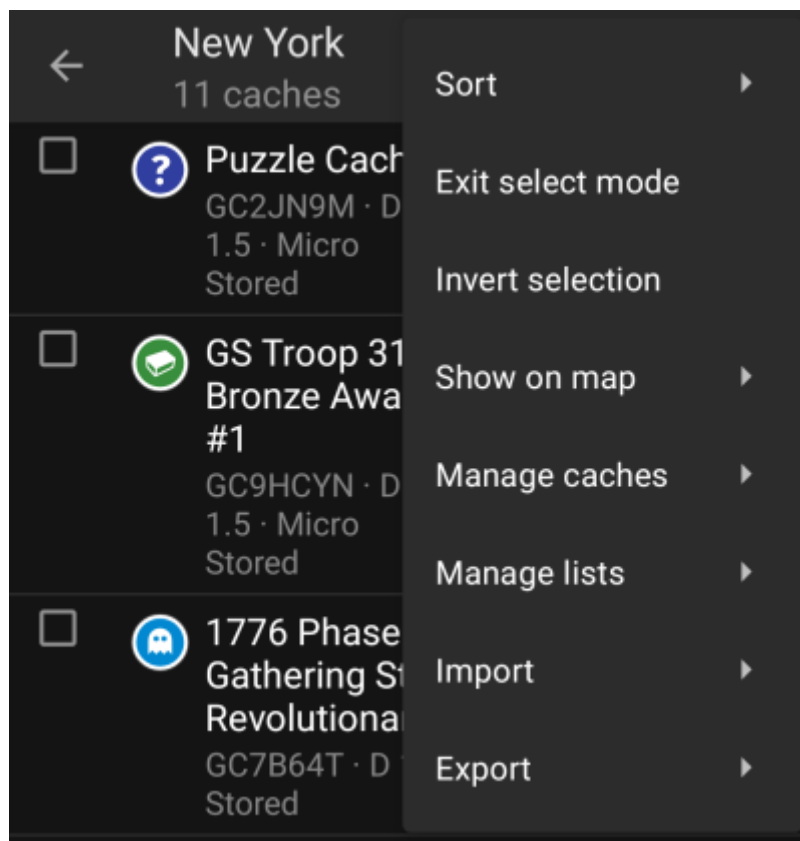 New York
11 caches
Puzzle Cach
GC2JN9M · D
1.5 · Micro
Stored
GS Troop 31
Bronze Awa
#1
GC9HCYN · D
1.5 · Micro
Stored
1776 Phase
Gathering St
Revolutiona
GC7B64T · D
Stored
Sort
Exit select mode
Invert selection
Show on map
Manage caches
Manage lists
Import
Export